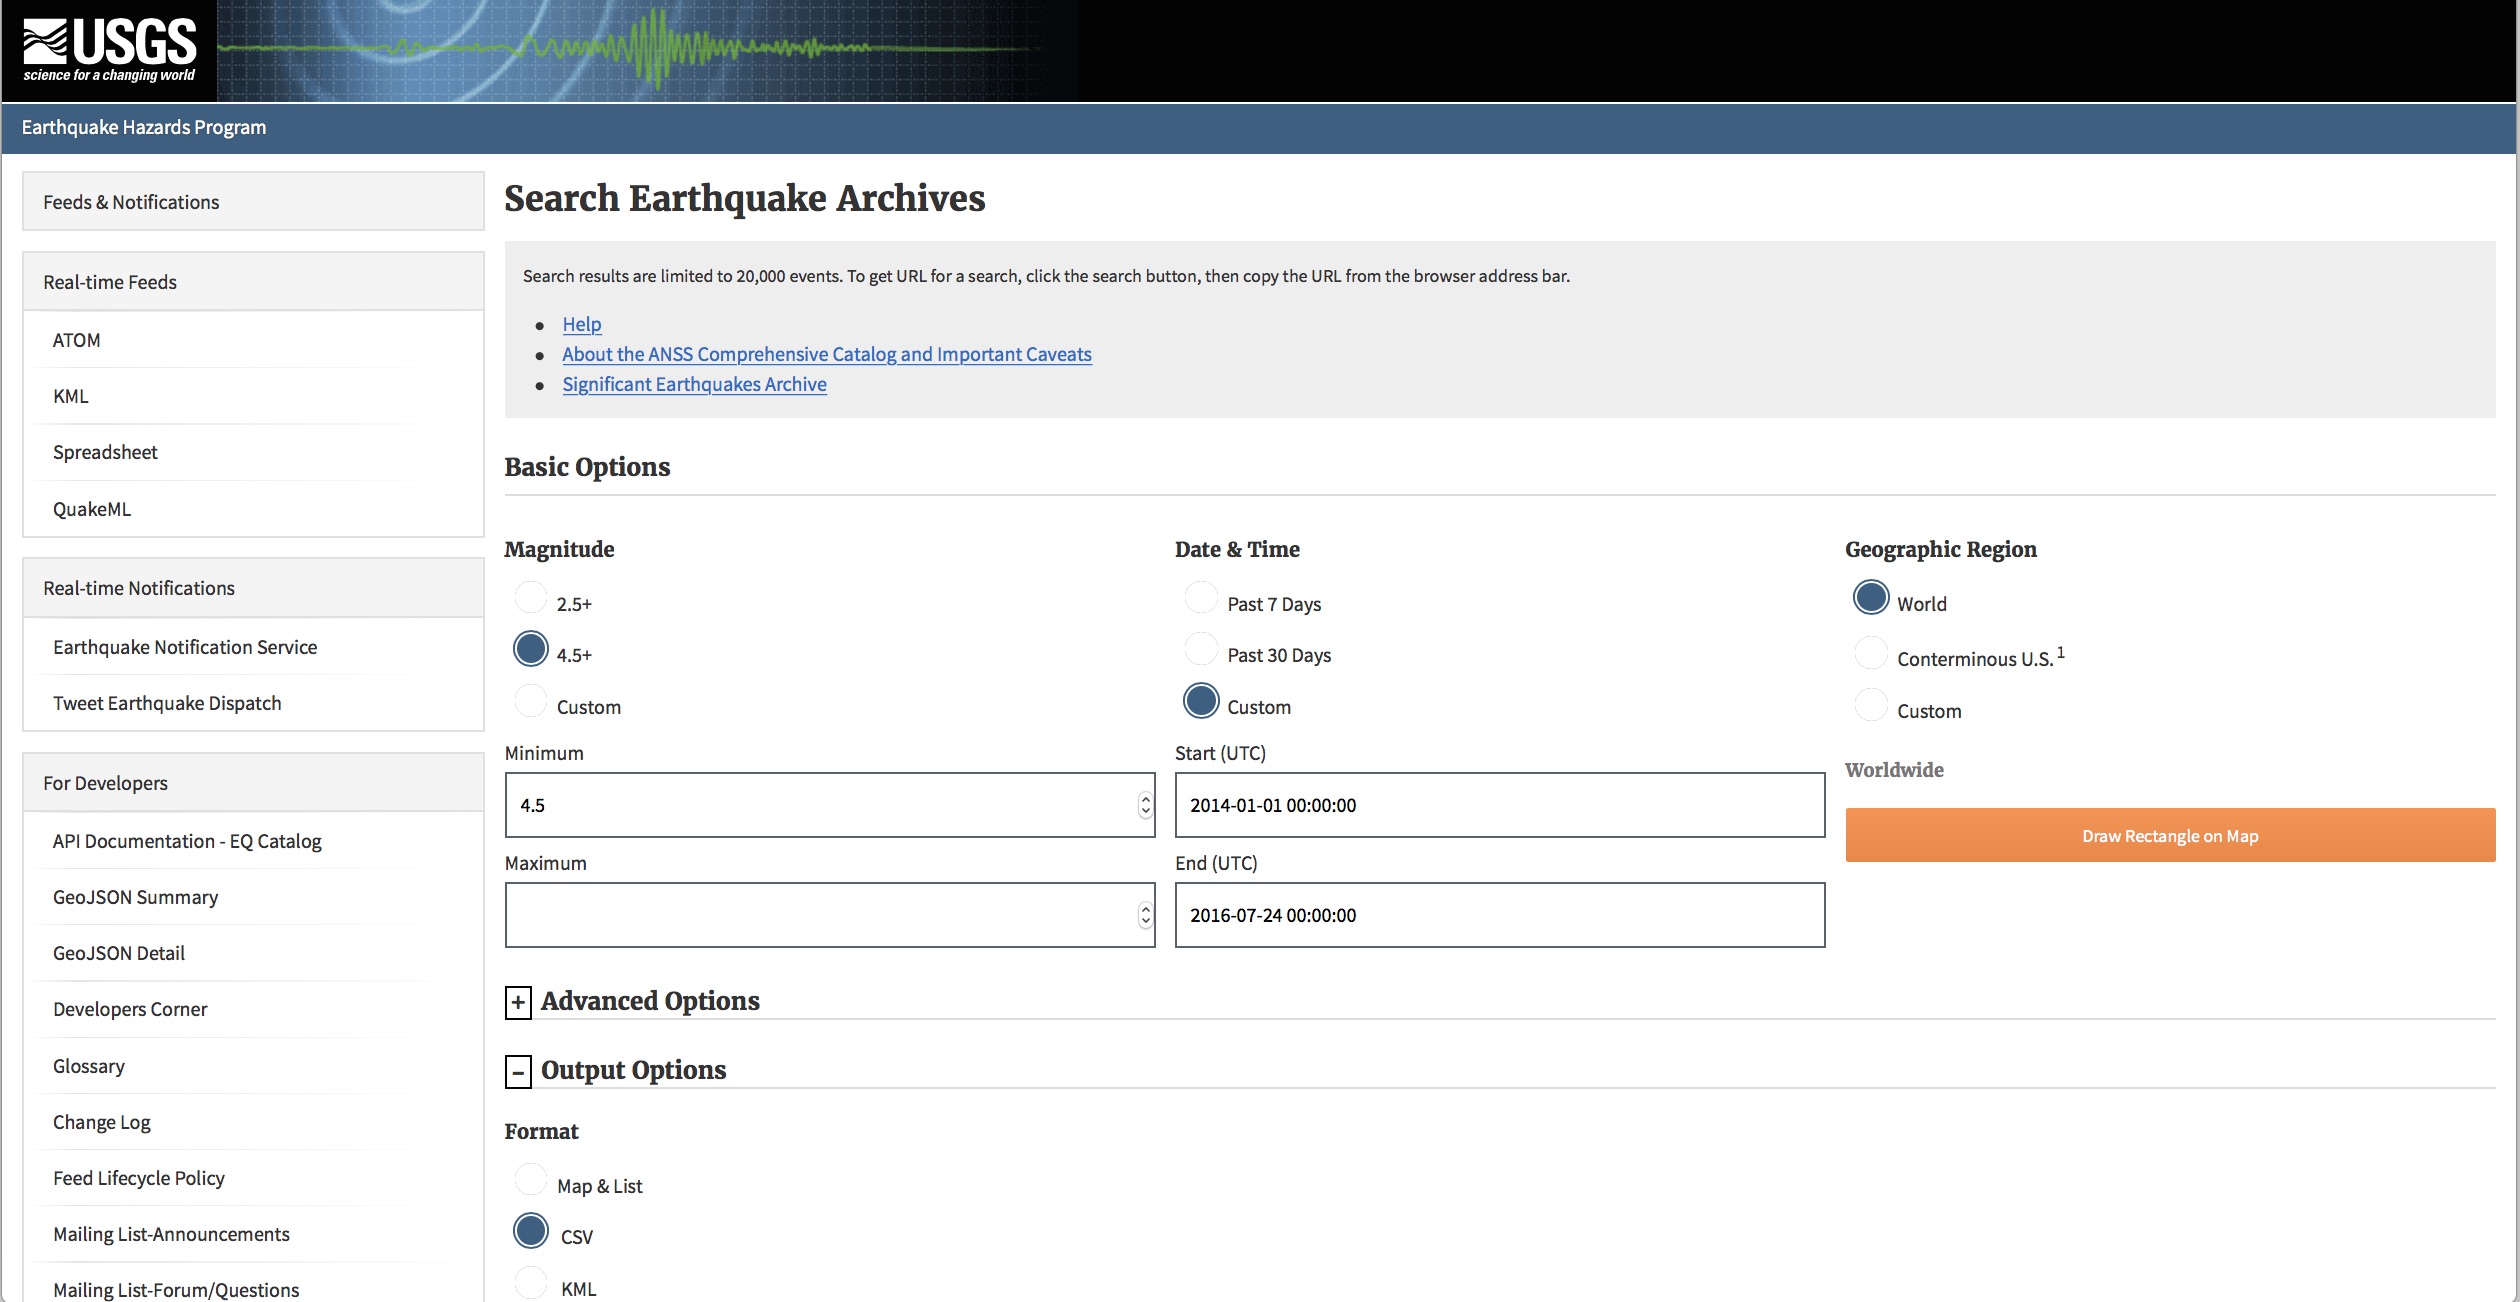 USGS
science for a changing world
Earthquake Hazards Program
Feeds & Notifications
Real-time Feeds
ATOM
KML
Spreadsheet
QuakeML
Real-time Notifications
Earthquake Notification Service
Tweet Earthquake Dispatch
For Developers
API Documentation - EQ Catalog
GeoJSON Summary
GeoJSON Detail
Developers Corner
Glossary
Change Log
Feed Lifecycle Policy
Mailing List-Announcements
Mailing List-Forum/Questions
Search Earthquake Archives
Search results are limited to 20,000 events. To get URL for a search, click the search button, then copy the URL from the browser address bar.
Help
About the ANSS Comprehensive Catalog and Important Caveats
Significant Earthquakes Archive
Basic Options
Magnitude
2.5+
4.5+
Custom
Minimum
4.5
Maximum
Date & Time
Past 7 Days
Past 30 Days
Custom
Start (UTC)
2014-01-01 00:00:00
End (UTC)
2016-07-24 00:00:00
Geographic Region
World
Conterminous U.S. 1
Custom
Worldwide
Draw Rectangle on Map
+ Advanced Options
– Output Options
Format
Map & List
CSV
KML